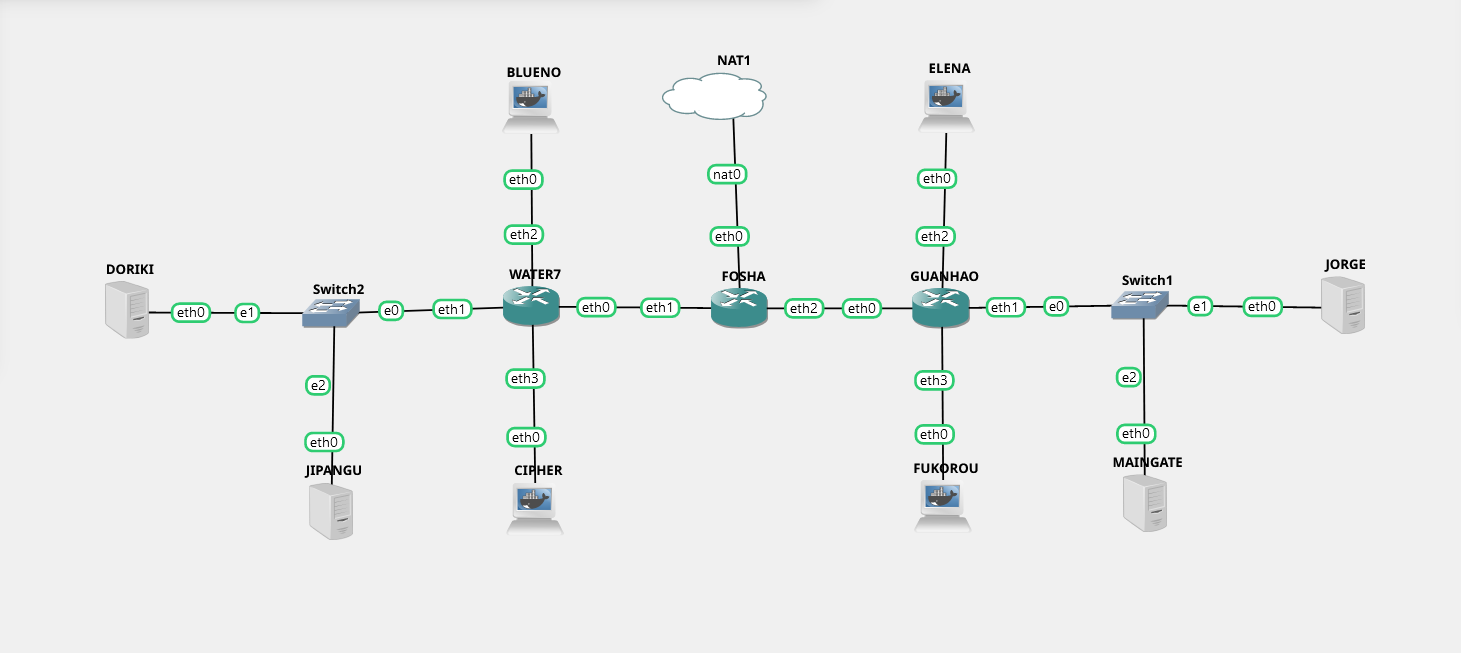 NAT1
BLUENO
ELENA
nat0
eth0
eth0
eth2
eth0
eth2
DORIKI
Switch2
WATER7
FOSHA
GUANHAO
Switch1
JORGE
eth0
e1
e0
eth1
eth0
eth1
eth2
eth0
eth1
e0
e1
eth0
e2
eth3
eth3
e2
eth0
eth0
eth0
eth0
JIPANGU
CIPHER
FUKOROU
MAINGATE